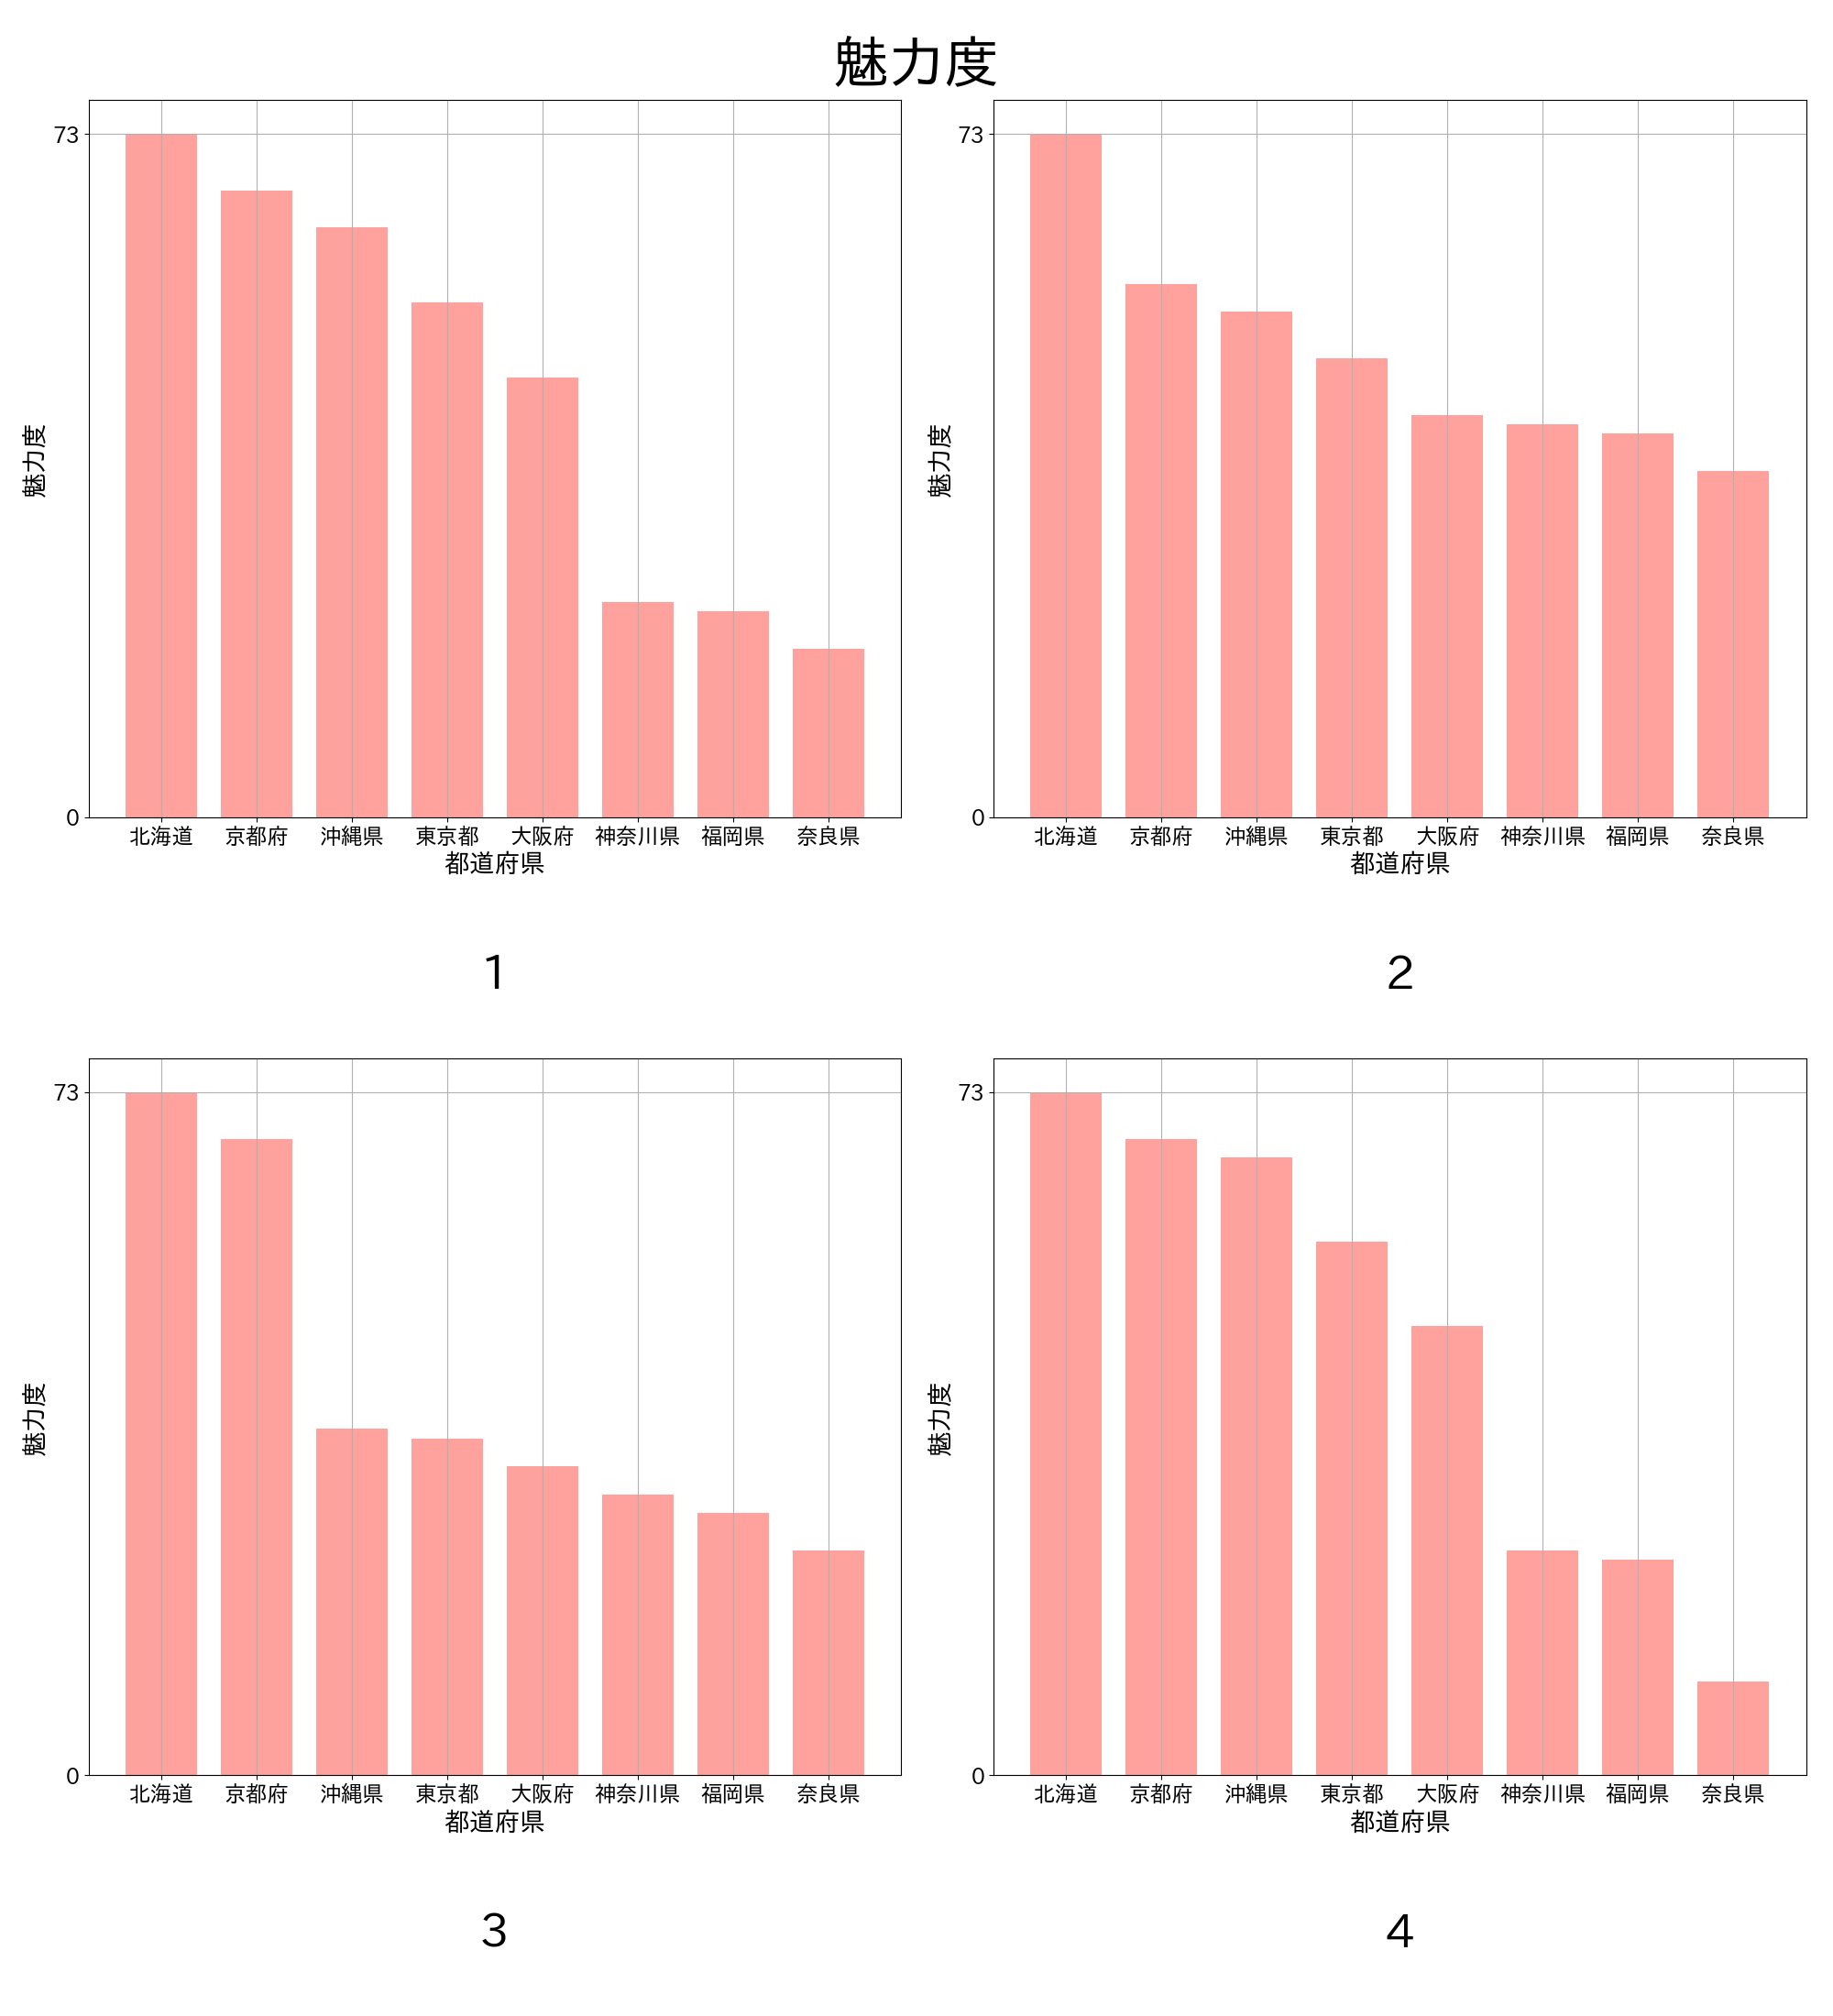 魅力度
73
0
魅力度
北海道 京都府 沖縄県 東京都 大阪府 神奈川県 福岡県 奈良県
都道府県
1
73
0
魅力度
北海道 京都府 沖縄県 東京都 大阪府 神奈川県 福岡県 奈良県
都道府県
2
73
0
魅力度
北海道 京都府 沖縄県 東京都 大阪府 神奈川県 福岡県 奈良県
都道府県
3
73
0
魅力度
北海道 京都府 沖縄県 東京都 大阪府 神奈川県 福岡県 奈良県
都道府県
4